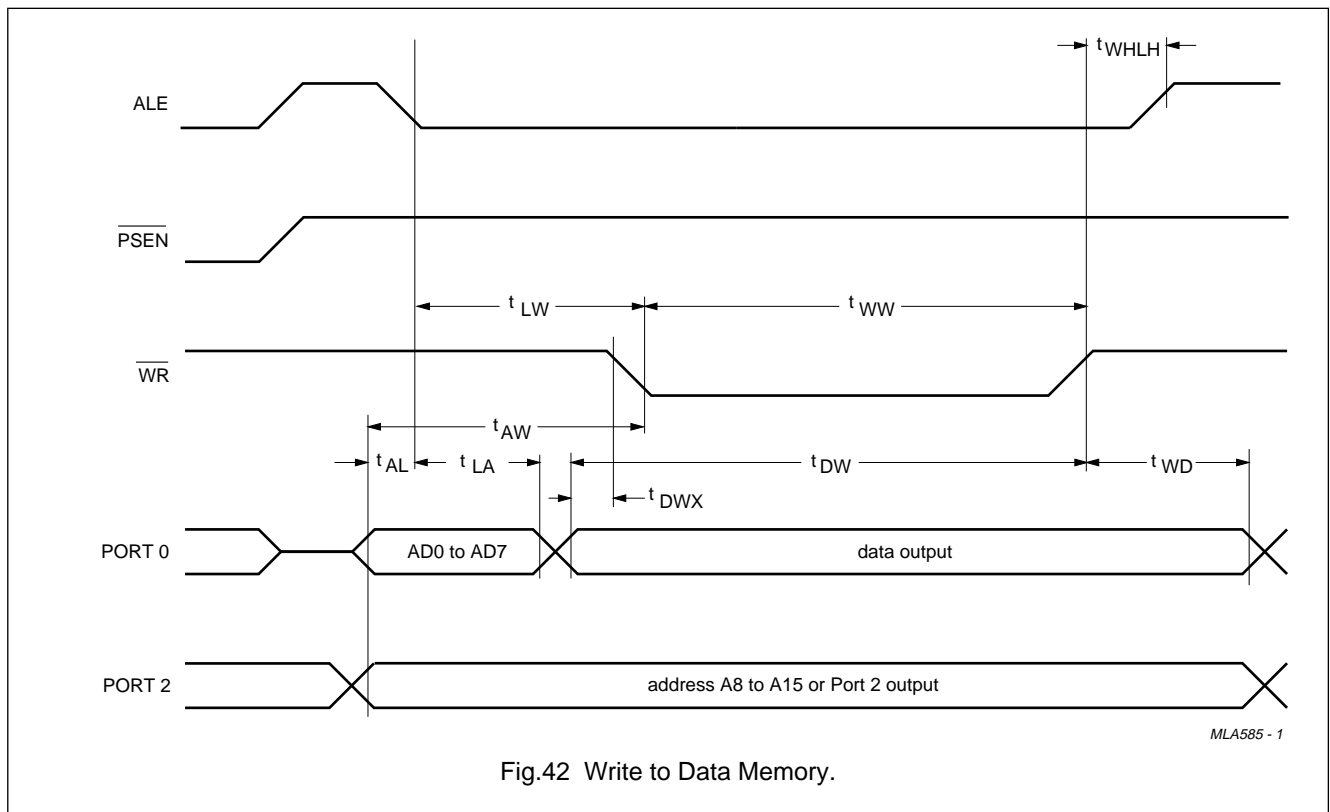 t WHLH
ALE
PSEN
t LW
t WW
WR
t AW
t AL
t LA
t DW
t WD
t DWX
PORT 0
AD0 to AD7
data output
PORT 2
address A8 to A15 or Port 2 output
MLA585 - 1
Fig.42 Write to Data Memory.